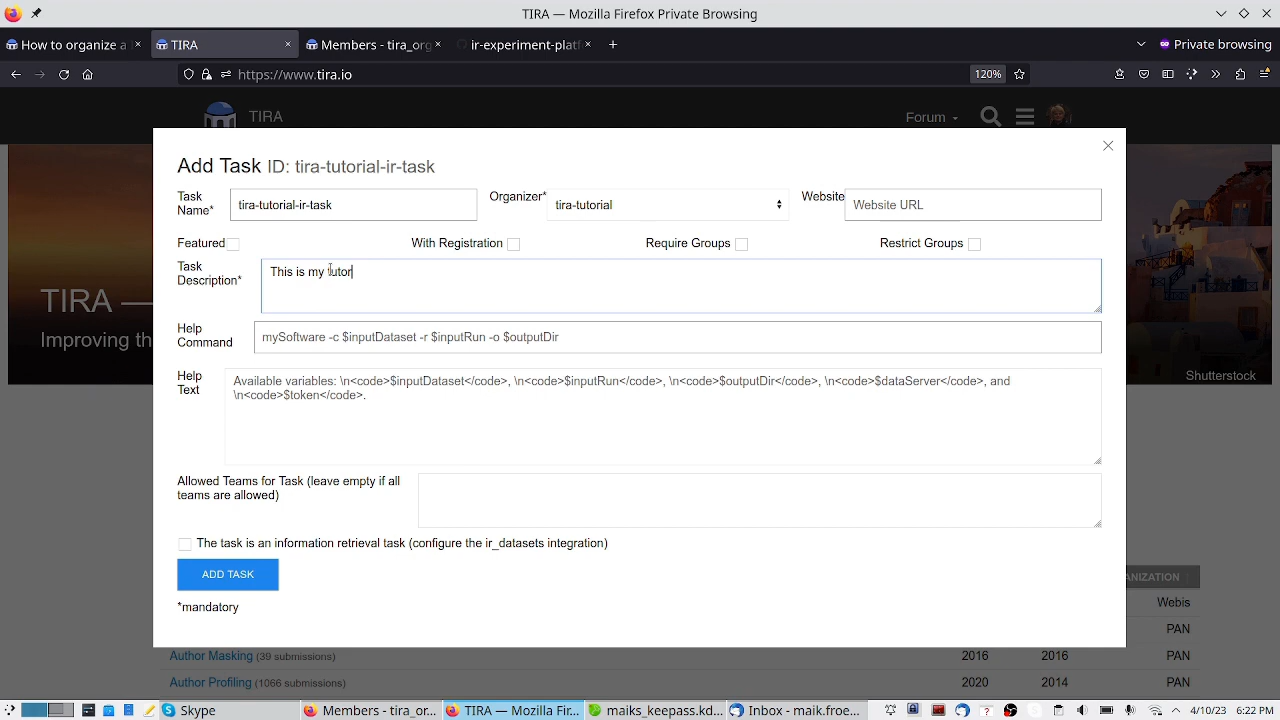 TIRA — Mozilla Firefox Private Browsing
How to organize a
TIRA
Members - tira_org
ir-experiment-platf
Private browsing
https://www.tira.io
120%
TIRA
Forum
Add Task ID: tira-tutorial-ir-task
Task
Name*
tira-tutorial-ir-task
Organizer*
tira-tutorial
Website
Website URL
Featured
With Registration
Require Groups
Restrict Groups
Task
Description*
This is my tutor
TIRA —
Improving th
Help
Command
mySoftware -c $inputDataset -r $inputRun -o $outputDir
Help
Text
Available variables: \n<code>$inputDataset</code>, \n<code>$inputRun</code>, \n<code>$outputDir</code>, \n<code>$dataServer</code>, and
\n<code>$token</code>.
Shutterstock
Allowed Teams for Task (leave empty if all
teams are allowed)
The task is an information retrieval task (configure the ir_datasets integration)
ADD TASK
*mandatory
ANIZATION
Webis
PAN
Author Masking (39 submissions) 2016 2016 PAN
Author Profiling (1066 submissions) 2020 2014 PAN
Skype
Members - tira_or...
TIRA — Mozilla Fir...
maiks_keepass.kd...
Inbox - maik.froe...
4/10/23 6:22 PM